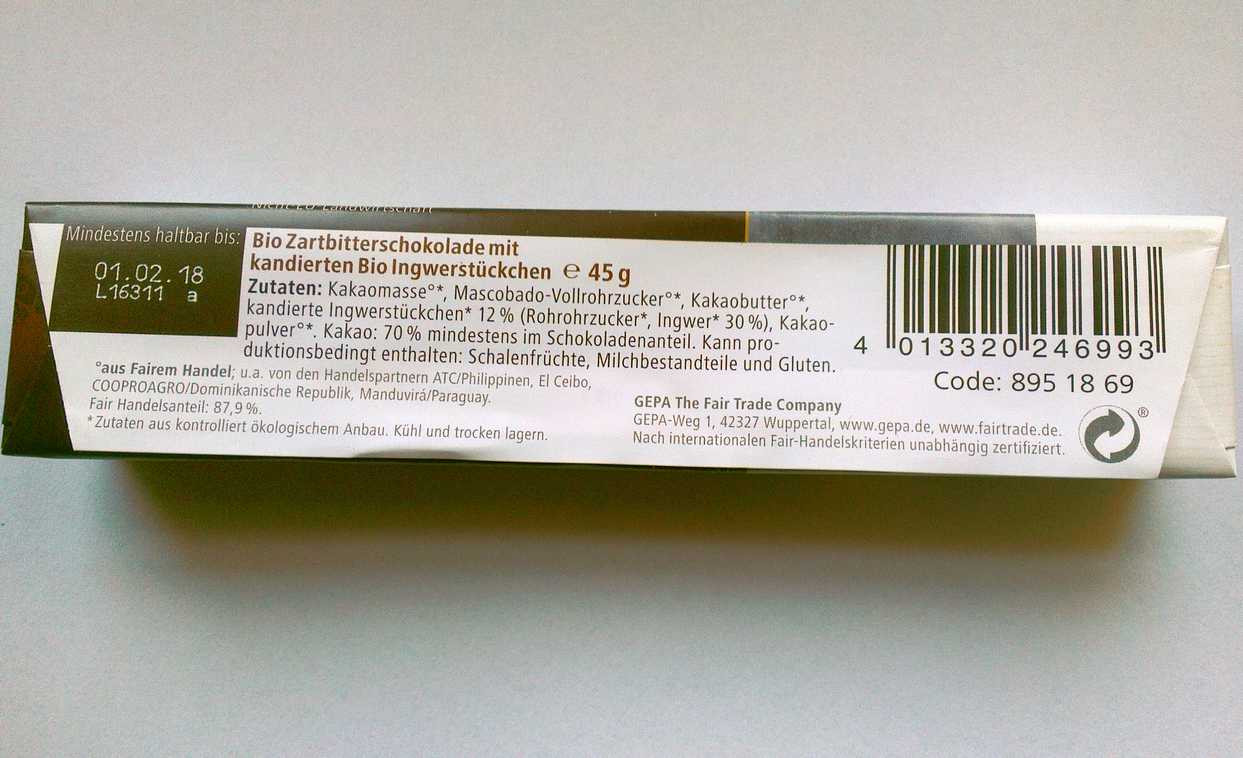 Nicht-EU-Landwirtschaft
Mindestens haltbar bis:
01.02.18
L16311 a
Bio Zartbitterschokolade mit
kandierten Bio Ingwerstückchen ℮ 45 g
Zutaten: Kakaomasse°*, Mascobado-Vollrohrzucker°*, Kakaobutter°*,
kandierte Ingwerstückchen* 12 % (Rohrohrzucker*, Ingwer* 30 %), Kakao-
pulver°*. Kakao: 70 % mindestens im Schokoladenanteil. Kann pro-
duktionsbedingt enthalten: Schalenfrüchte, Milchbestandteile und Gluten.
°aus Fairem Handel; u.a. von den Handelspartnern ATC/Philippinen, El Ceibo,
COOPROAGRO/Dominikanische Republik, Manduvirá/Paraguay.
Fair Handelsanteil: 87,9 %.
*Zutaten aus kontrolliert ökologischem Anbau. Kühl und trocken lagern.
GEPA The Fair Trade Company
GEPA-Weg 1, 42327 Wuppertal, www.gepa.de, www.fairtrade.de.
Nach internationalen Fair-Handelskriterien unabhängig zertifiziert.
4 013320 246993
Code: 895 18 69
®